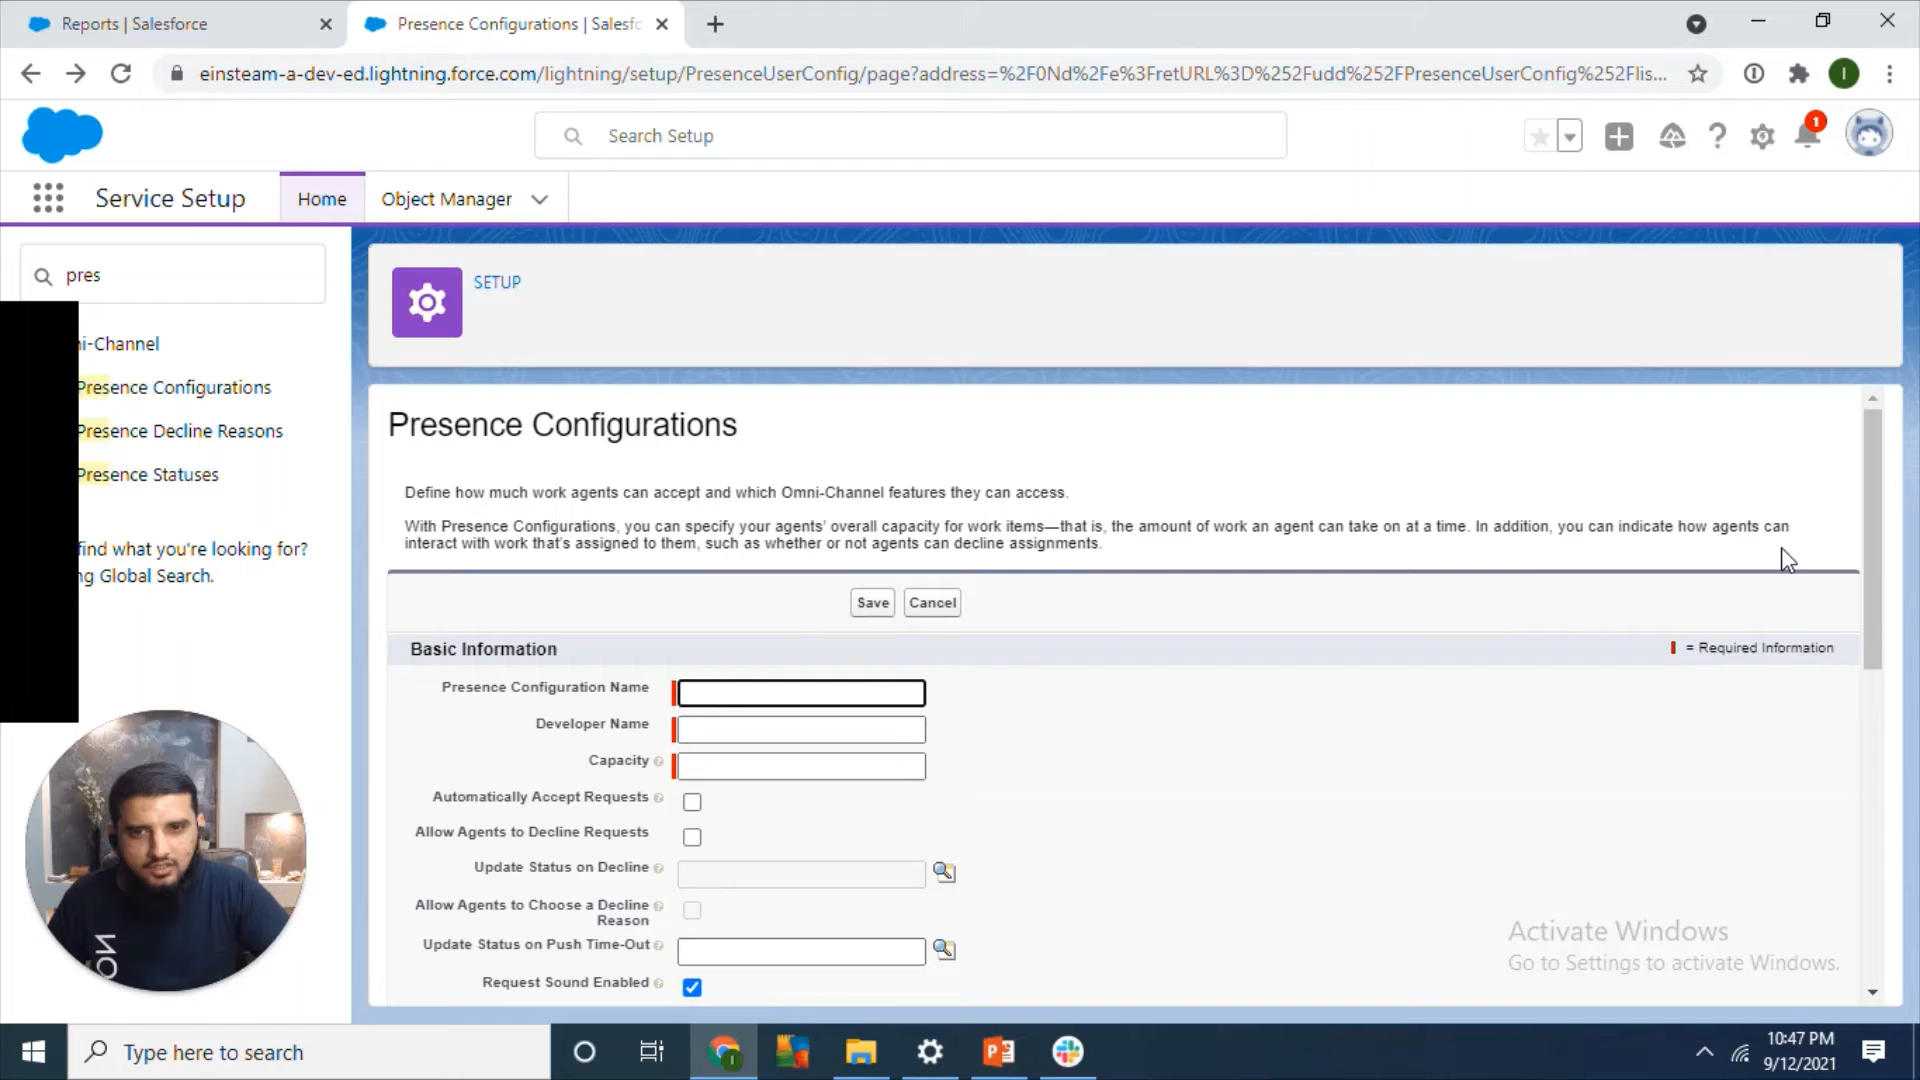 Reports | Salesforce
Presence Configurations | Salesfc
einsteam-a-dev-ed.lightning.force.com/lightning/setup/PresenceUserConfig/page?address=%2F0Nd%2Fe%3FretURL%3D%252Fudd%252FPresenceUserConfig%252Flis...
I
Search Setup
1
Service Setup
Home
Object Manager
pres
i-Channel
Presence Configurations
Presence Decline Reasons
Presence Statuses
find what you're looking for?
ng Global Search.
SETUP
Presence Configurations
Define how much work agents can accept and which Omni-Channel features they can access.
With Presence Configurations, you can specify your agents' overall capacity for work items—that is, the amount of work an agent can take on at a time. In addition, you can indicate how agents can
interact with work that's assigned to them, such as whether or not agents can decline assignments.
Save
Cancel
Basic Information
= Required Information
Presence Configuration Name
Developer Name
Capacity
Automatically Accept Requests
Allow Agents to Decline Requests
Update Status on Decline
Allow Agents to Choose a Decline
Reason
Update Status on Push Time-Out
Request Sound Enabled
Activate Windows
Go to Settings to activate Windows.
Type here to search
10:47 PM
9/12/2021